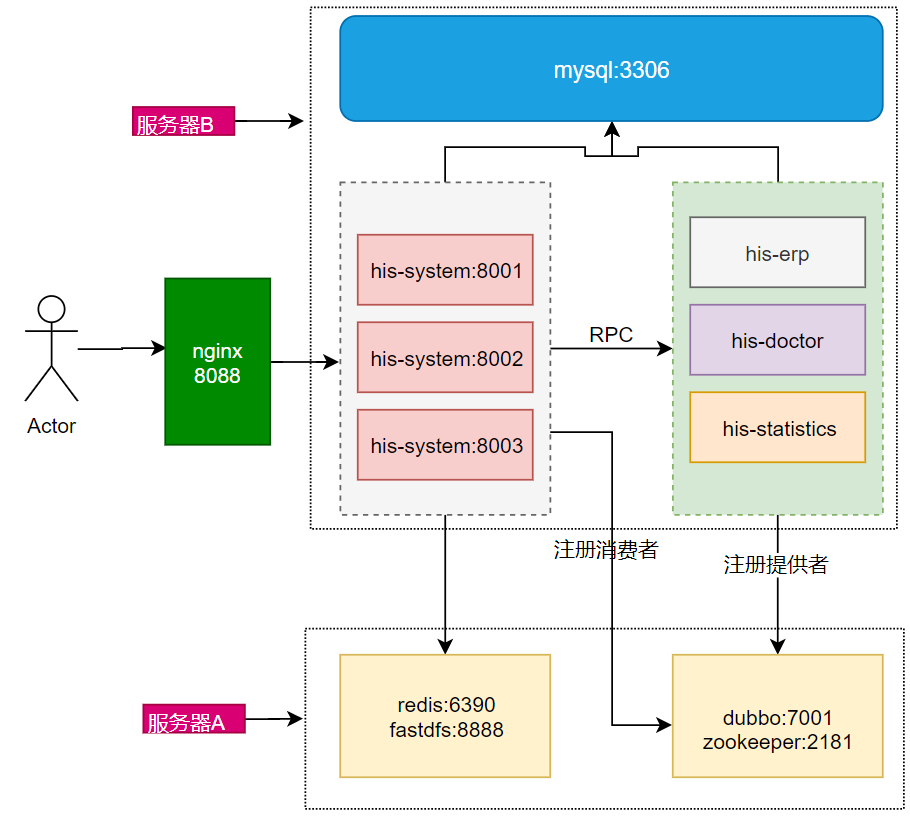 mysql:3306
服务器B
his-system:8001
his-erp
nginx
8088
RPC
his-doctor
his-system:8002
Actor
his-system:8003
his-statistics
注册消费者
注册提供者
服务器A
redis:6390
fastdfs:8888
dubbo:7001
zookeeper:2181